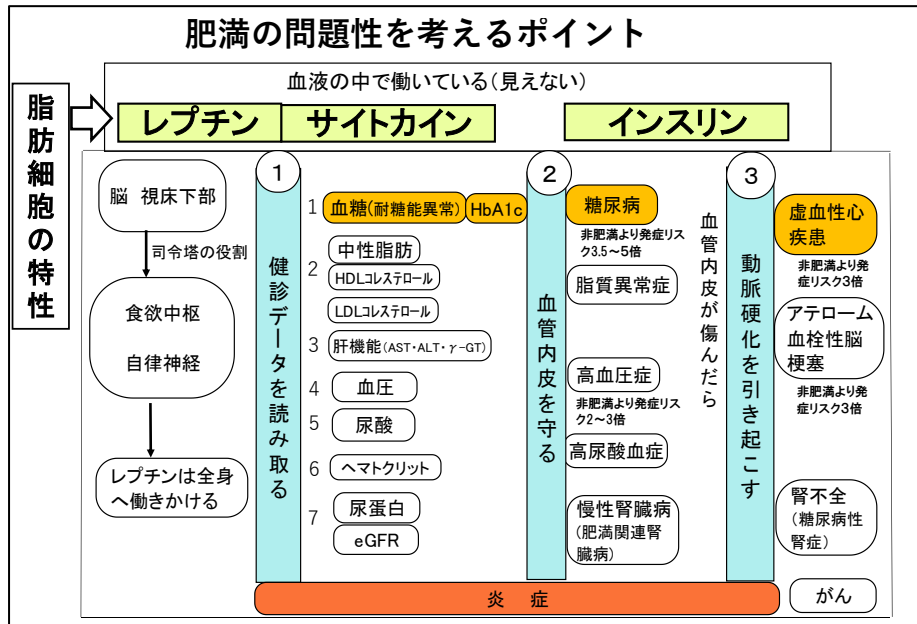 肥満の問題性を考えるポイント
血液の中で働いている(見えない)
脂肪細胞の特性
レプチン
サイトカイン
インスリン
脳 視床下部
司令塔の役割
食欲中枢
自律神経
レプチンは全身
へ働きかける
1
健診データを読み取る
1
血糖(耐糖能異常)
HbA1c
2
中性脂肪
HDLコレステロール
LDLコレステロール
3
肝機能(AST・ALT・γ-GT)
4
血圧
5
尿酸
6
ヘマトクリット
7
尿蛋白
eGFR
2
血管内皮を守る
糖尿病
非肥満より発症リス
ク3.5~5倍
脂質異常症
高血圧症
非肥満より発症リス
ク2~3倍
高尿酸血症
慢性腎臓病
(肥満関連腎
臓病)
血管内皮が傷んだら
3
動脈硬化を引き起こす
虚血性心
疾患
非肥満より発
症リスク3倍
アテローム
血栓性脳
梗塞
非肥満より発
症リスク3倍
腎不全
(糖尿病性
腎症)
がん
炎 症